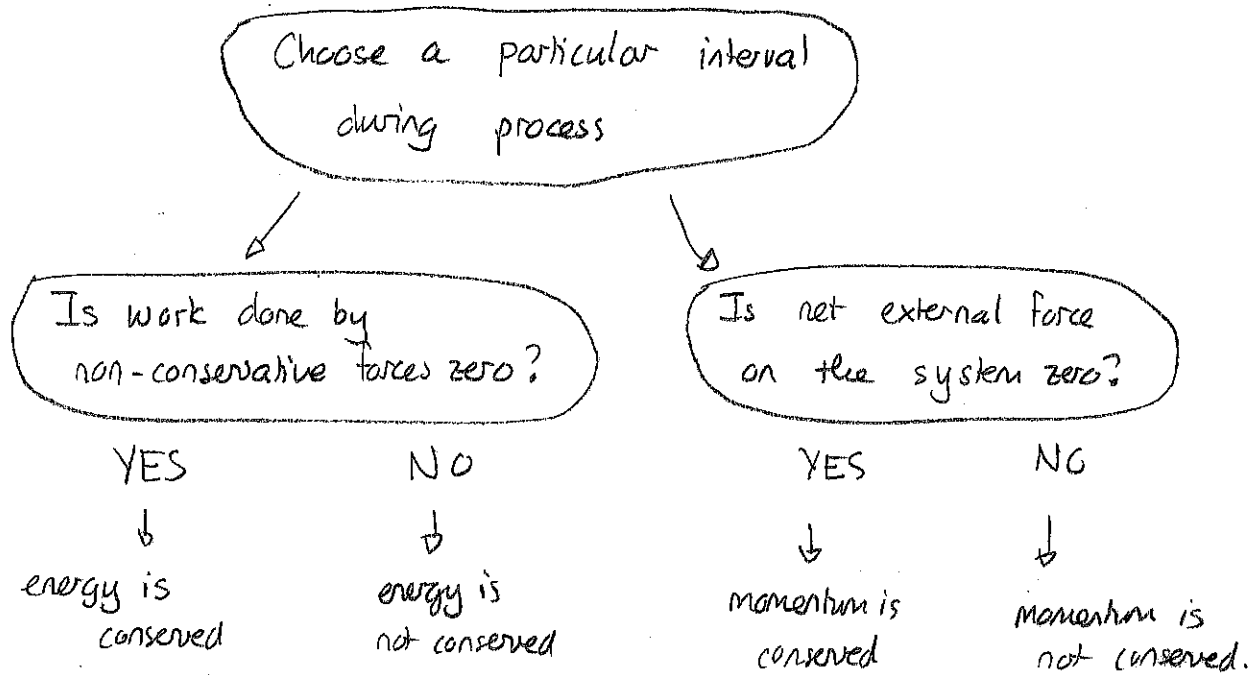 Choose a particular interval
during process
Is work done by
non-conservative forces zero?
Is net external force
on the system zero?
YES
NO
YES
NO
energy is
conserved
energy is
not conserved
momentum is
conserved
momentum is
not conserved.